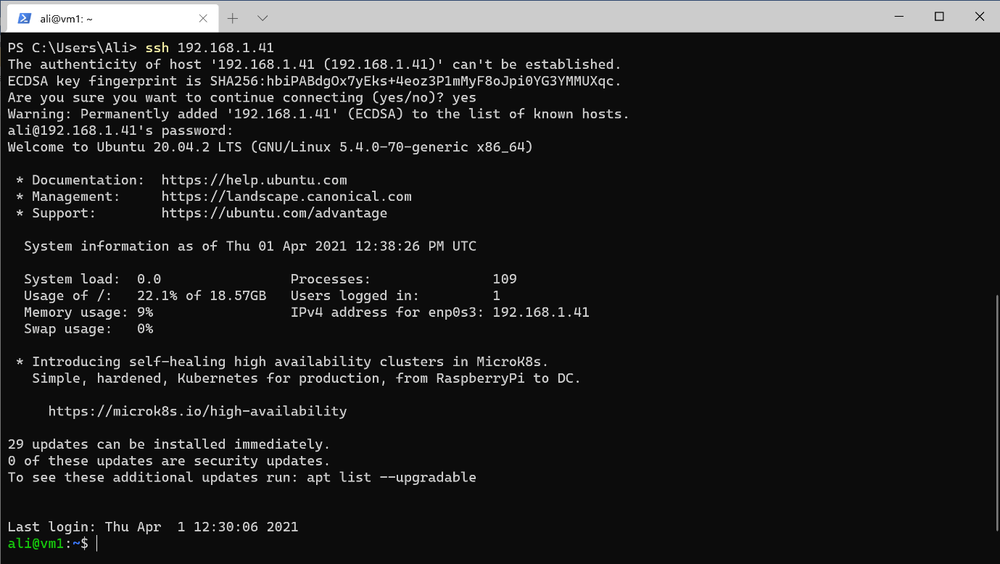 ali@vm1: ~
PS C:\Users\Ali> ssh 192.168.1.41
The authenticity of host '192.168.1.41 (192.168.1.41)' can't be established.
ECDSA key fingerprint is SHA256:hbiPABdgOx7yEks+4eoz3P1mMyF8oJpi0YG3YMMUXqc.
Are you sure you want to continue connecting (yes/no)? yes
Warning: Permanently added '192.168.1.41' (ECDSA) to the list of known hosts.
ali@192.168.1.41's password:
Welcome to Ubuntu 20.04.2 LTS (GNU/Linux 5.4.0-70-generic x86_64)

 * Documentation:  https://help.ubuntu.com
 * Management:     https://landscape.canonical.com
 * Support:        https://ubuntu.com/advantage

  System information as of Thu 01 Apr 2021 12:38:26 PM UTC

  System load:  0.0                Processes:               109
  Usage of /:   22.1% of 18.57GB   Users logged in:         1
  Memory usage: 9%                 IPv4 address for enp0s3: 192.168.1.41
  Swap usage:   0%

 * Introducing self-healing high availability clusters in MicroK8s.
   Simple, hardened, Kubernetes for production, from RaspberryPi to DC.

     https://microk8s.io/high-availability

29 updates can be installed immediately.
0 of these updates are security updates.
To see these additional updates run: apt list --upgradable


Last login: Thu Apr  1 12:30:06 2021
ali@vm1:~$